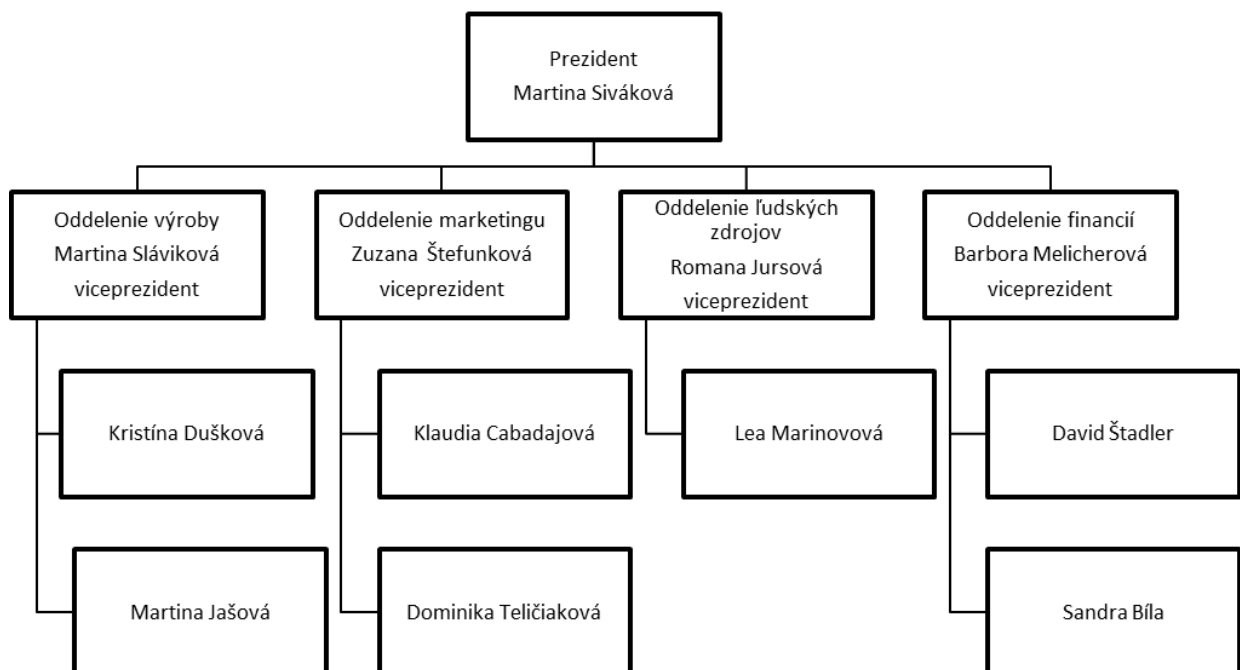 Prezident
Martina Siváková
Oddelenie výroby
Martina Sláviková
viceprezident
Oddelenie marketingu
Zuzana Štefunková
viceprezident
Oddelenie ľudských
zdrojov
Romana Jursová
viceprezident
Oddelenie financií
Barbora Melicherová
viceprezident
Kristína Dušková
Klaudia Cabadajová
Lea Marinovová
David Štadler
Martina Jašová
Dominika Teličiaková
Sandra Bíla